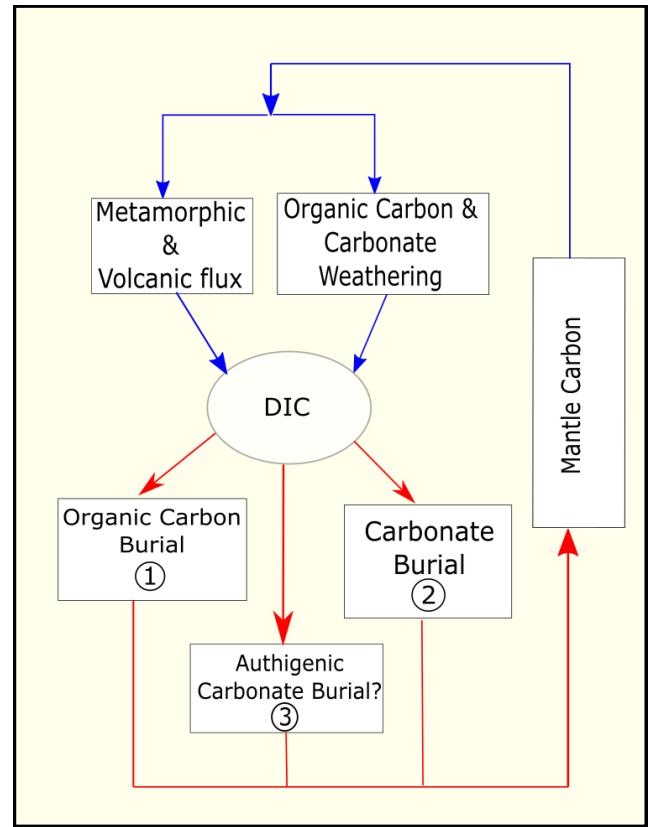 Metamorphic
&
Volcanic flux
Organic Carbon &
Carbonate
Weathering
Mantle Carbon
DIC
Organic Carbon
Burial
①
Carbonate
Burial
②
Authigenic
Carbonate Burial?
③